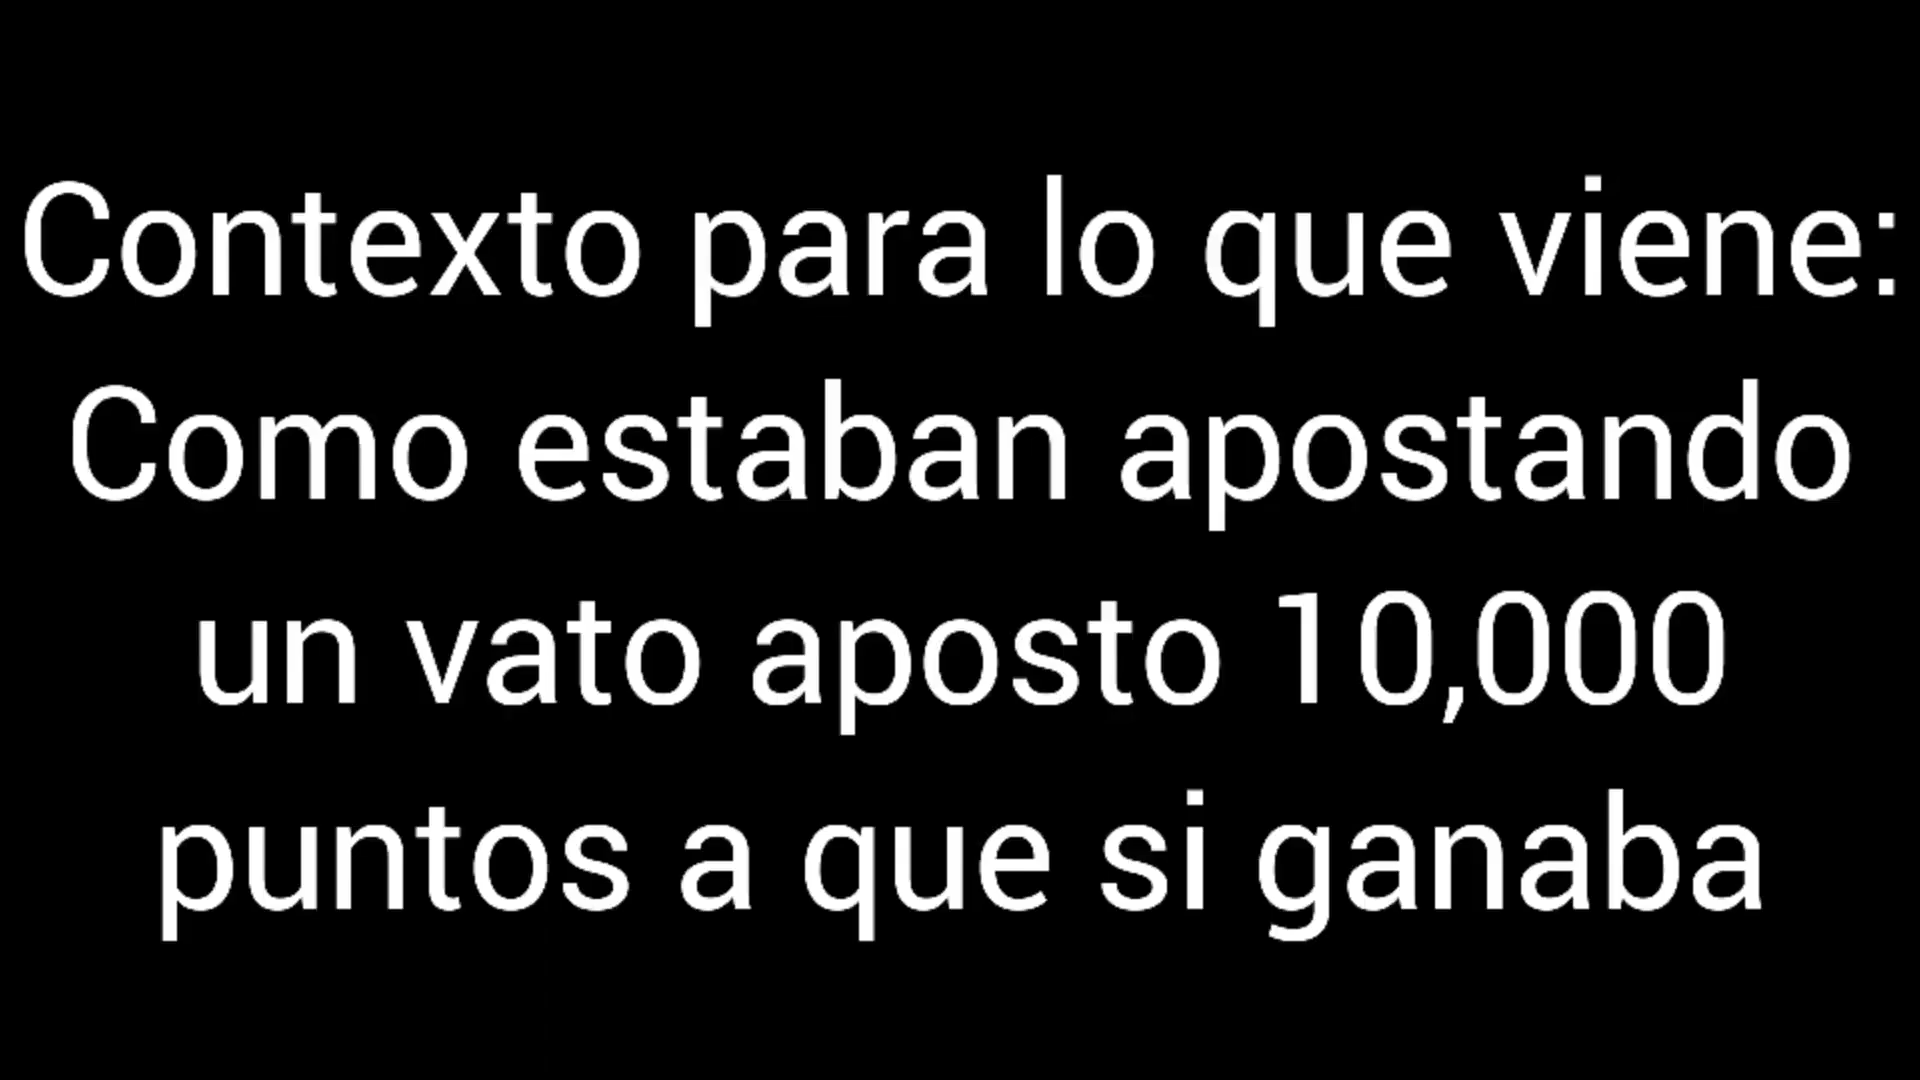 Contexto para lo que viene:
Como estaban apostando
un vato aposto 10,000
puntos a que si ganaba